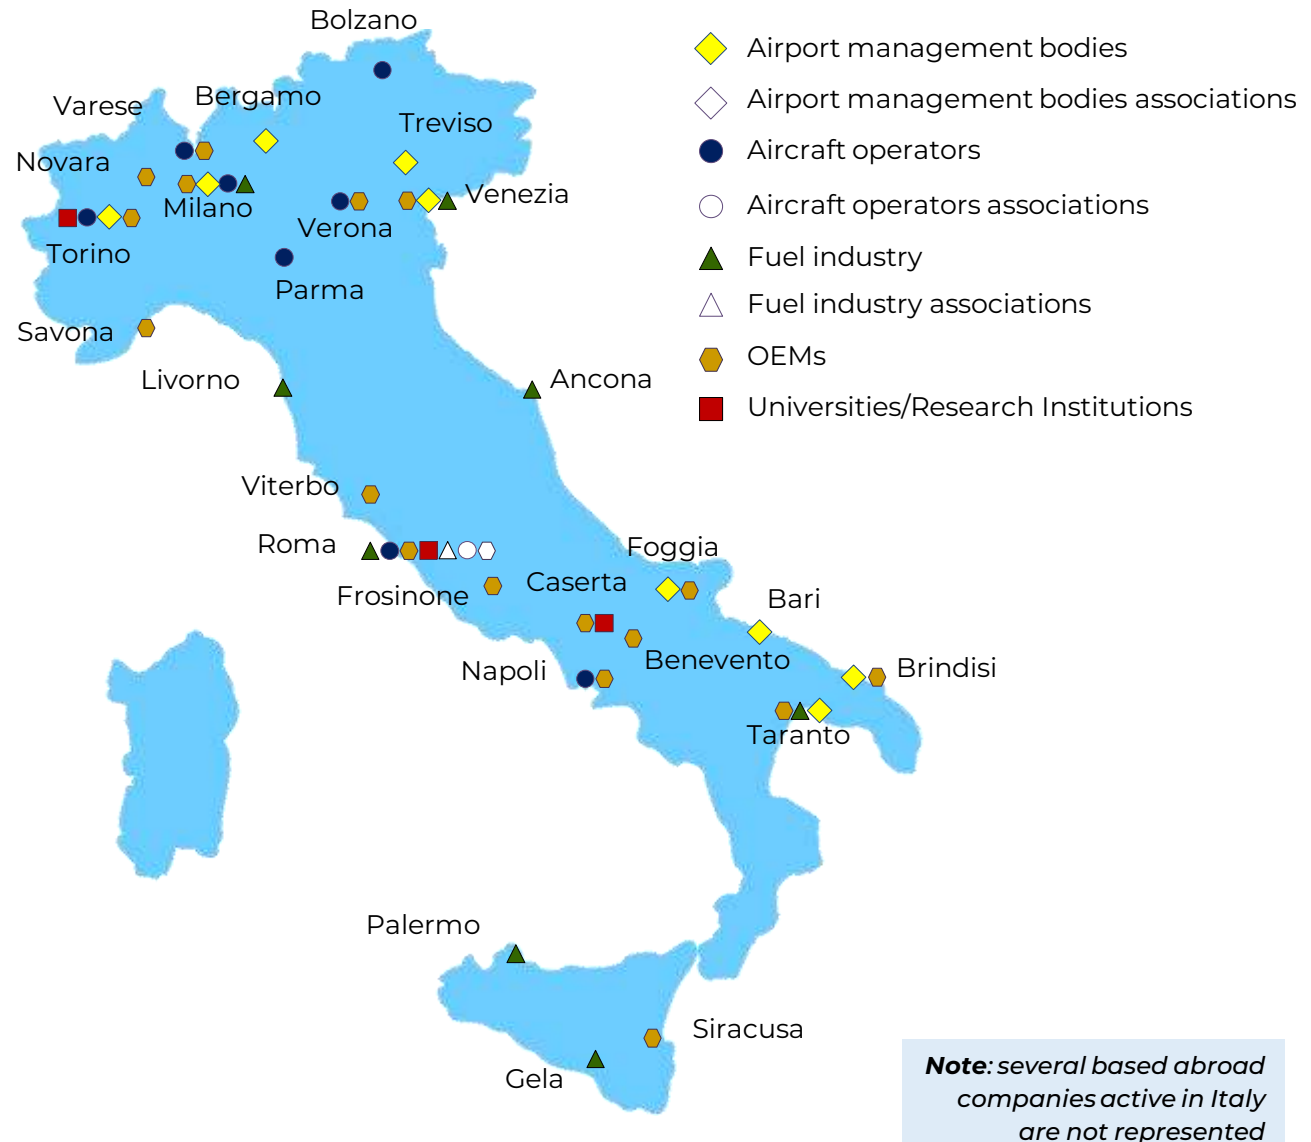 Bolzano
Varese
Bergamo
Treviso
Novara
Venezia
Milano
Verona
Torino
Parma
Savona
Livorno
Ancona
Viterbo
Roma
Foggia
Frosinone
Caserta
Bari
Benevento
Napoli
Brindisi
Taranto
Palermo
Siracusa
Gela
Airport management bodies
Airport management bodies associations
Aircraft operators
Aircraft operators associations
Fuel industry
Fuel industry associations
OEMs
Universities/Research Institutions
Note: several based abroad
companies active in Italy
are not represented